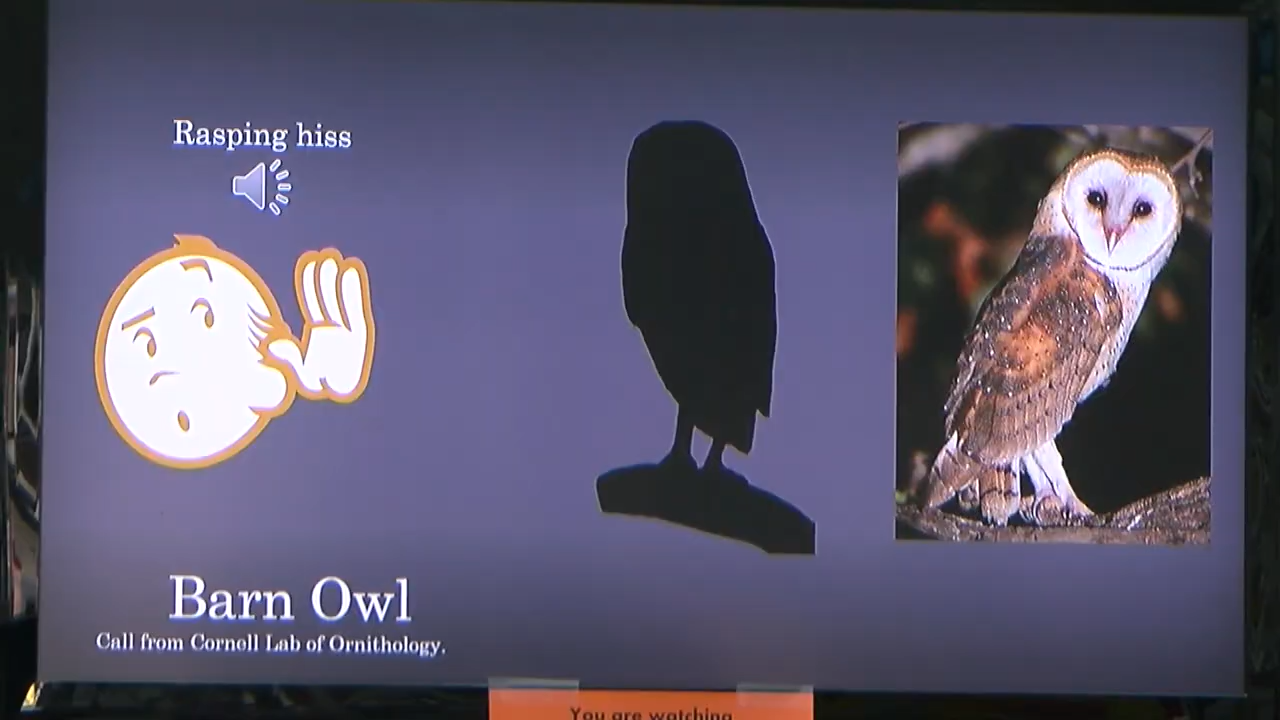 Rasping hiss
Barn Owl
Call from Cornell Lab of Ornithology.
You are watching